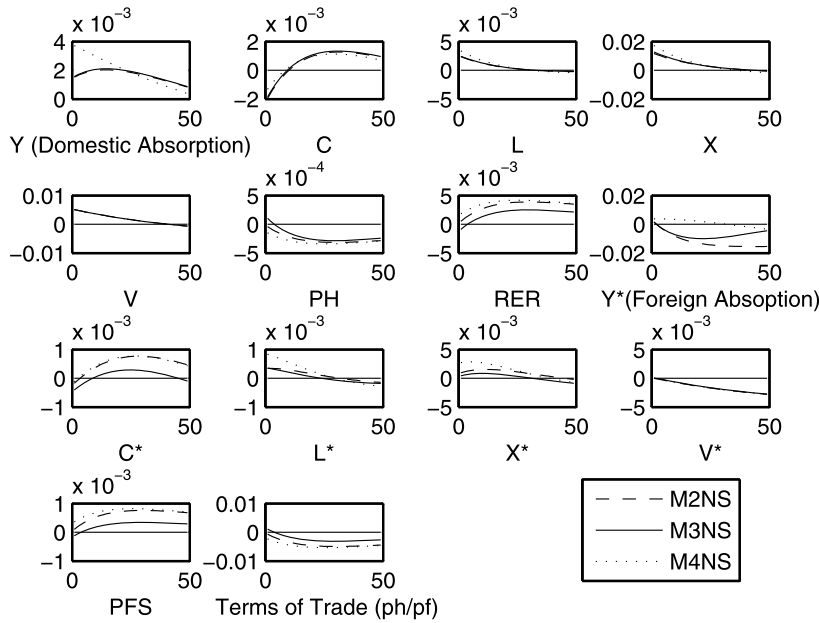 x 10⁻³
4
2
0
0 50
Y (Domestic Absorption)
x 10⁻³
2
0
−2
0 50
C
x 10⁻³
5
0
−5
0 50
L
0.02
0
−0.02
0 50
X
0.01
0
−0.01
0 50
V
x 10⁻⁴
5
0
−5
0 50
PH
x 10⁻³
5
0
−5
0 50
RER
0.02
0
−0.02
0 50
Y*(Foreign Absoption)
x 10⁻³
1
0
−1
0 50
C*
x 10⁻³
1
0
−1
0 50
L*
x 10⁻³
5
0
−5
0 50
X*
x 10⁻³
5
0
−5
0 50
V*
x 10⁻³
1
0
−1
0 50
PFS
0.01
0
−0.01
0 50
Terms of Trade (ph/pf)
M2NS
M3NS
M4NS